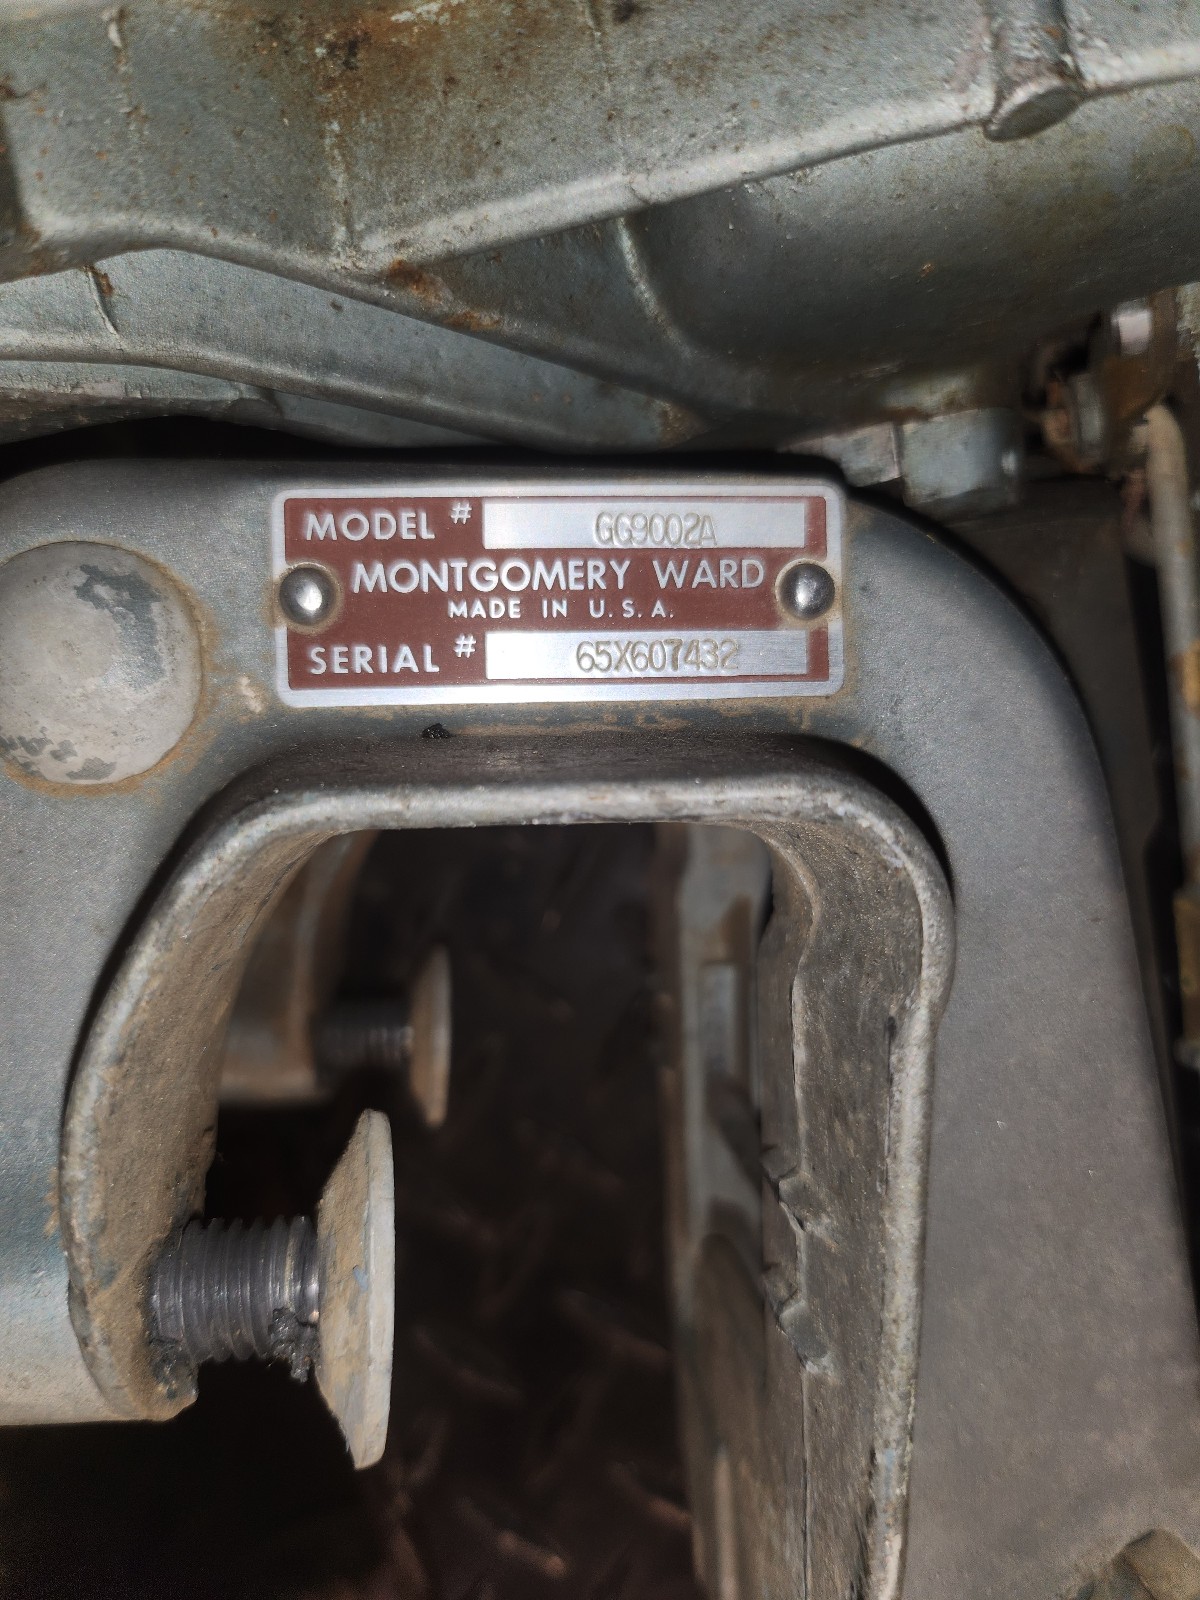 MODEL # GG9002A
MONTGOMERY WARD
MADE IN U.S.A.
SERIAL # 65X607432